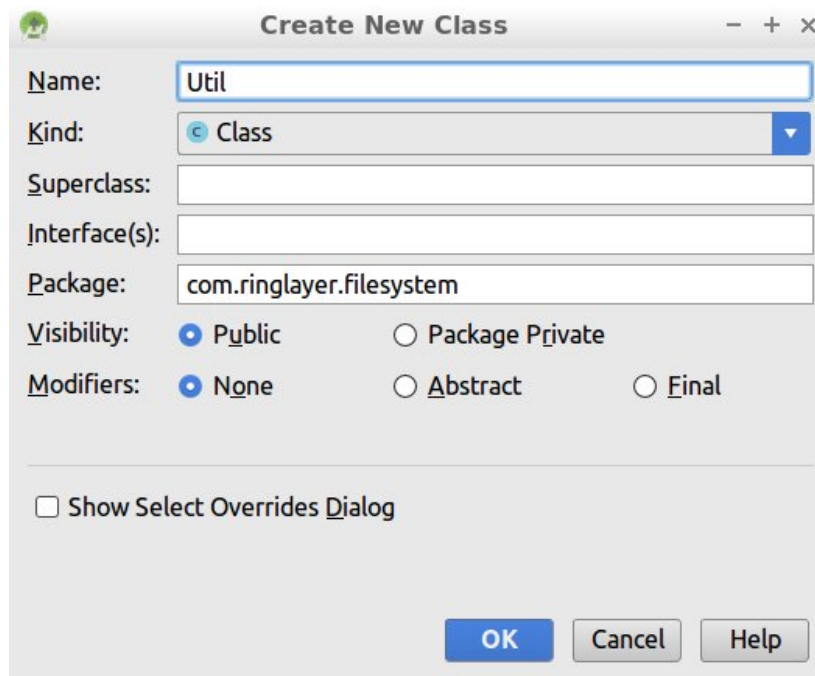 Create New Class
Name: Util
Kind: C Class
Superclass:
Interface(s):
Package: com.ringlayer.filesystem
Visibility: Public Package Private
Modifiers: None Abstract Final
Show Select Overrides Dialog
OK Cancel Help